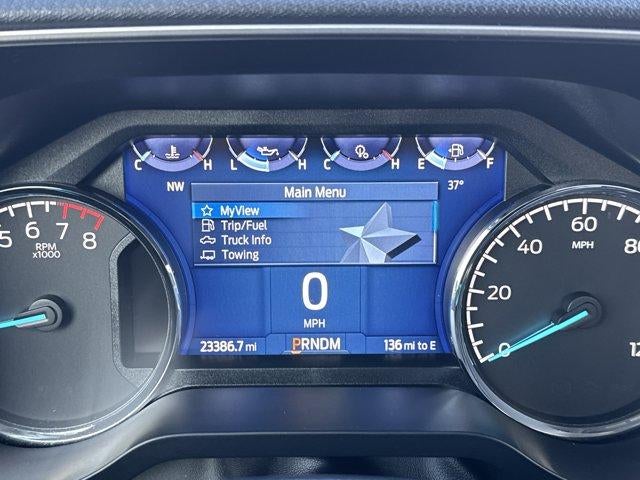 C H L H C H E F
NW 37°
Main Menu
MyView
Trip/Fuel
Truck Info
Towing
0
MPH
23386.7 mi PRNDM 136 mi to E
5 6 7 8
RPM
x1000
0 20 40 60 80
MPH